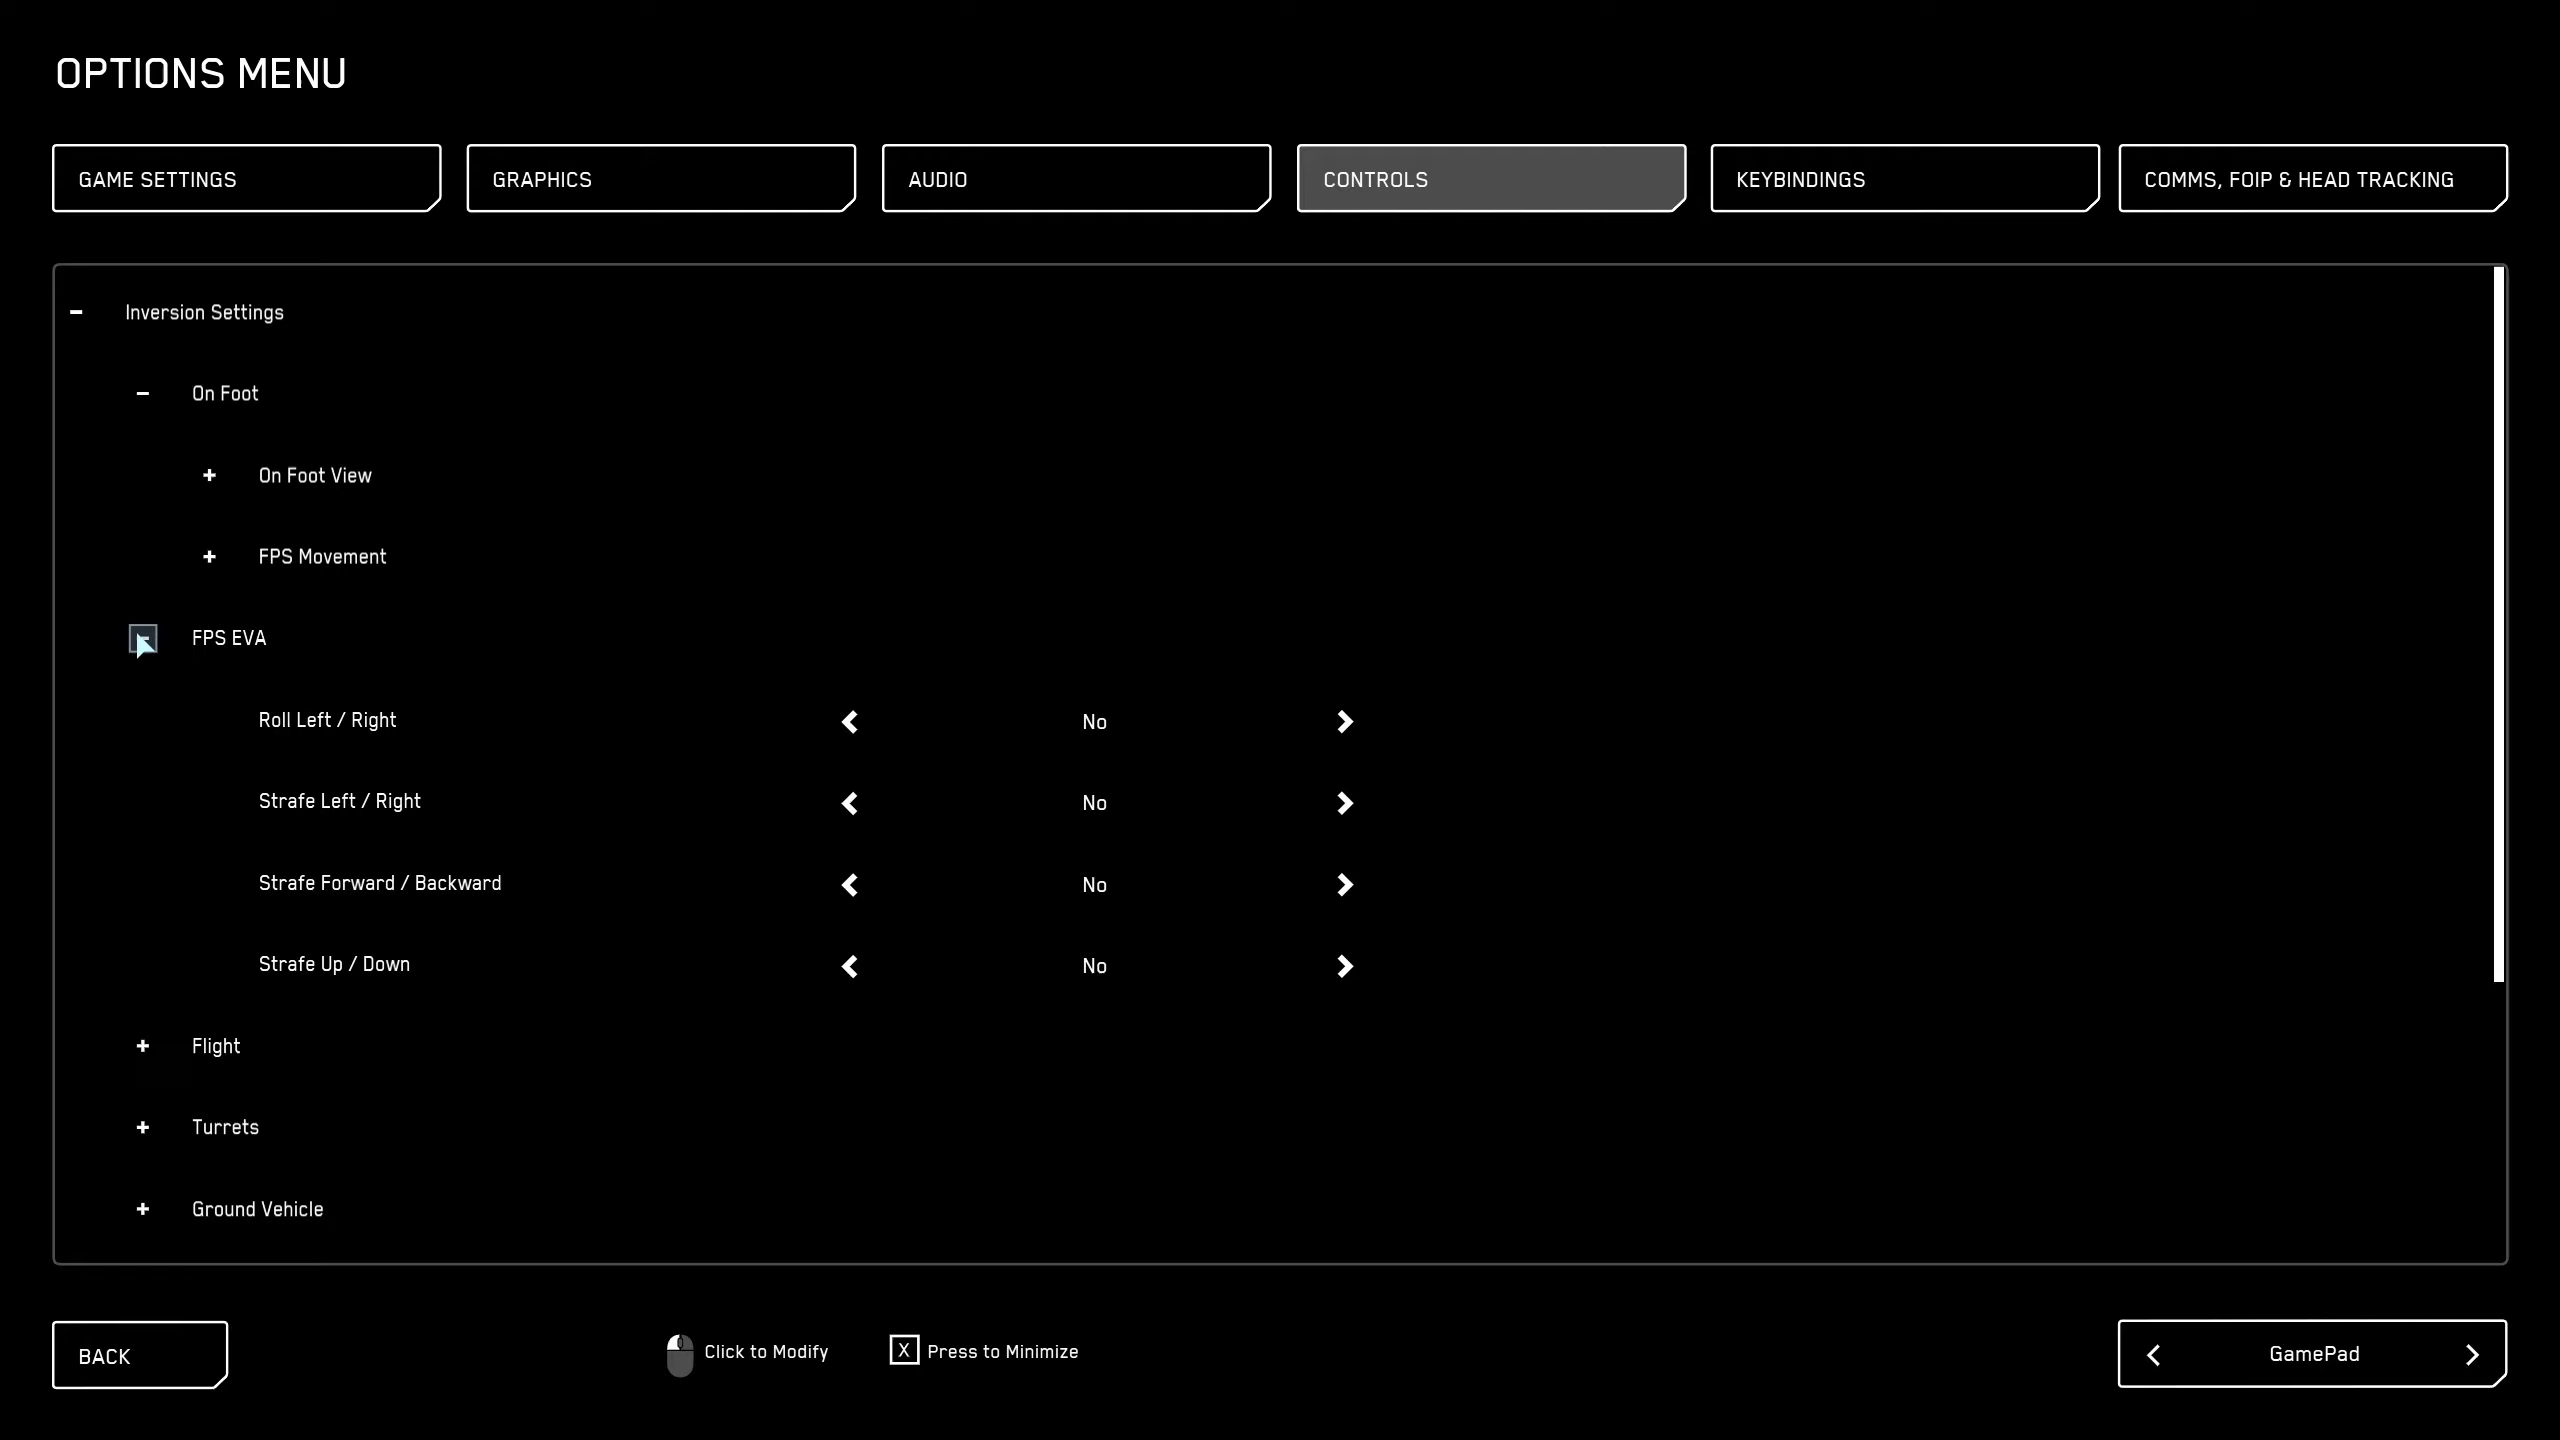 OPTIONS MENU
GAME SETTINGS
GRAPHICS
AUDIO
CONTROLS
KEYBINDINGS
COMMS, FOIP & HEAD TRACKING
Inversion Settings
On Foot
On Foot View
FPS Movement
FPS EVA
Roll Left / Right No
Strafe Left / Right No
Strafe Forward / Backward No
Strafe Up / Down No
Flight
Turrets
Ground Vehicle
BACK
Click to Modify
X Press to Minimize
GamePad